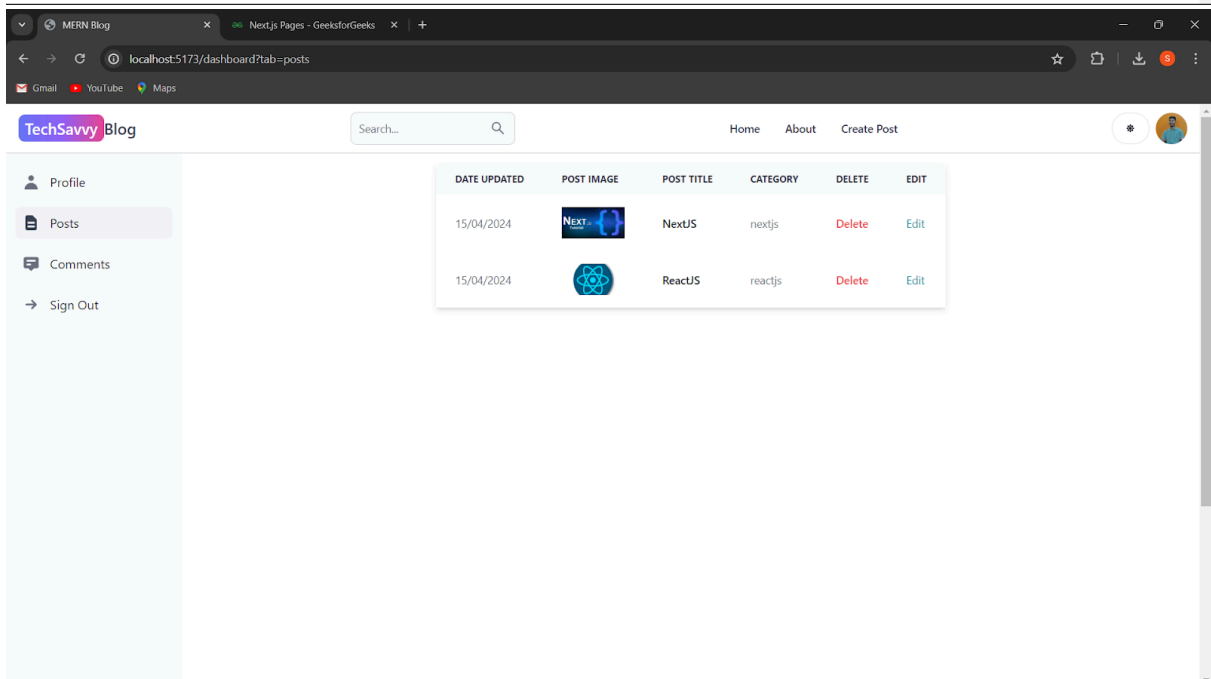 MERN Blog
Next.js Pages - GeeksforGeeks
localhost:5173/dashboard?tab=posts
S
Gmail YouTube Maps
TechSavvy Blog Search... Home About Create Post
Profile
Posts
Comments
Sign Out
DATE UPDATED POST IMAGE POST TITLE CATEGORY DELETE EDIT
15/04/2024 NEXT.js Tutorial {} NextJS nextjs Delete Edit
15/04/2024 ReactJS reactjs Delete Edit